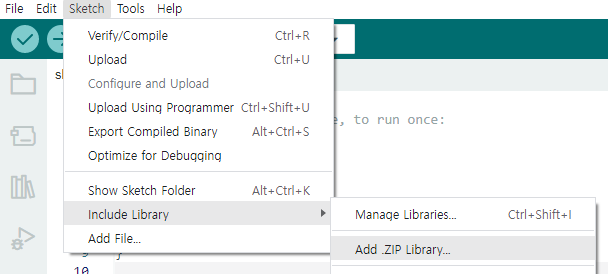 File Edit Sketch Tools Help
Verify/Compile Ctrl+R
Upload Ctrl+U
Configure and Upload
Upload Using Programmer Ctrl+Shift+U
e, to run once:
Export Compiled Binary Alt+Ctrl+S
Optimize for Debugging
Show Sketch Folder Alt+Ctrl+K
Include Library
Manage Libraries... Ctrl+Shift+I
Add File...
Add .ZIP Library...
9 }
10